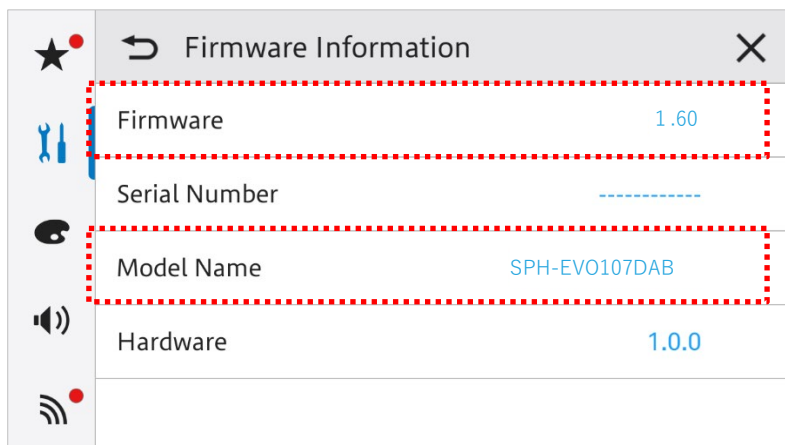 Firmware Information
Firmware 1.60
Serial Number ------------
Model Name SPH-EVO107DAB
Hardware 1.0.0